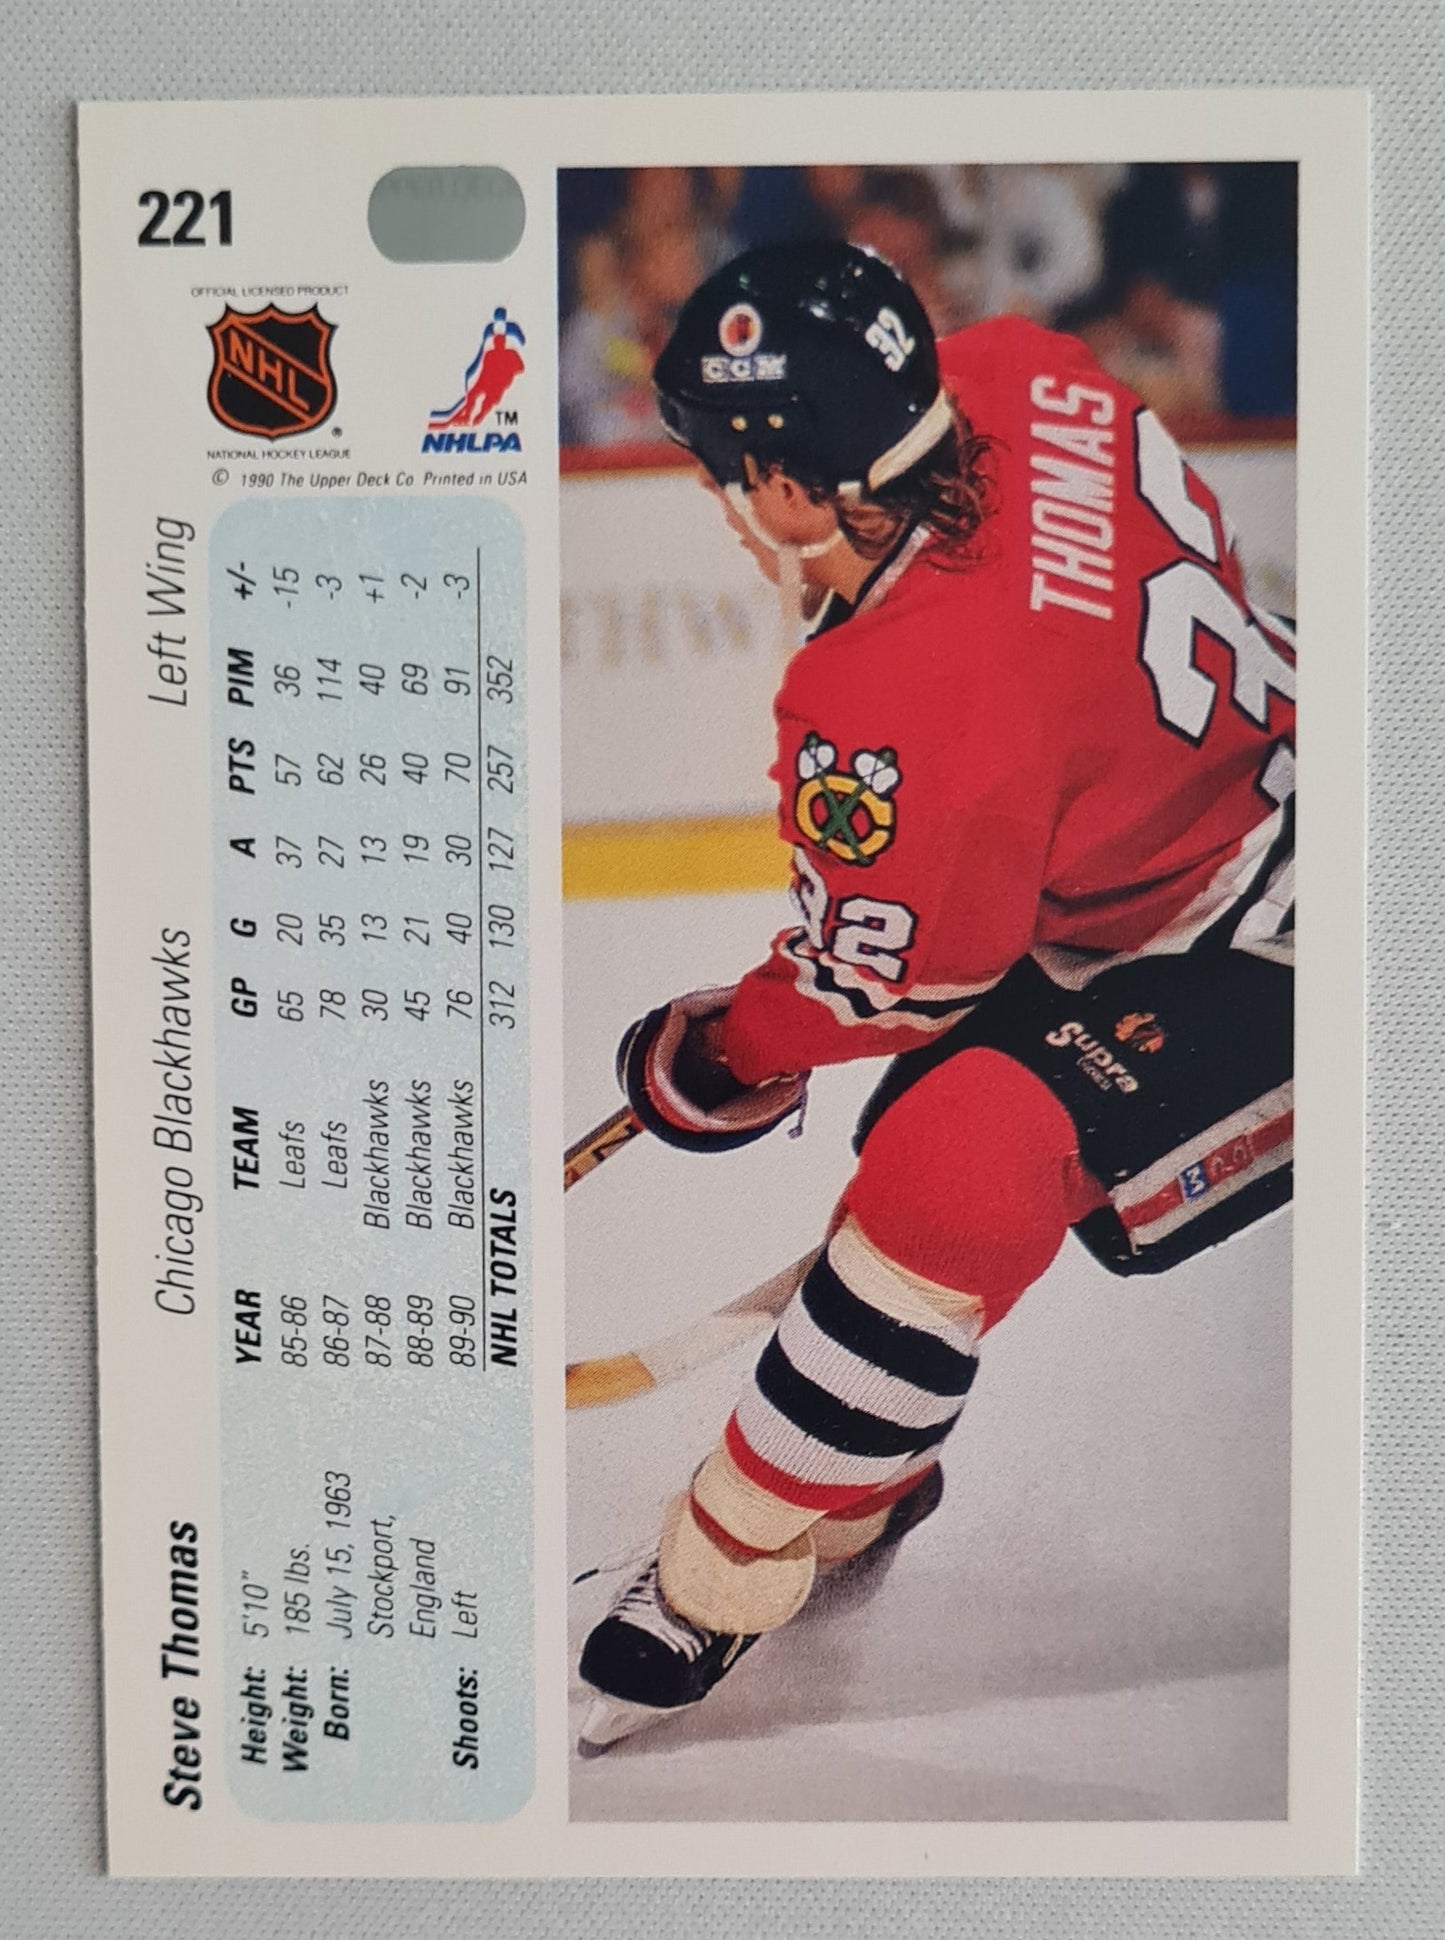 221
OFFICIAL LICENSED PRODUCT
NHL
NATIONAL HOCKEY LEAGUE
TM
NHLPA
© 1990 The Upper Deck Co Printed in USA
Steve Thomas Chicago Blackhawks Left Wing
Height: 5'10"
Weight: 185 lbs.
Born: July 15, 1963
Stockport,
England
Shoots: Left
YEAR TEAM GP G A PTS PIM +/-
85-86 Leafs 65 20 37 57 36 -15
86-87 Leafs 78 35 27 62 114 -3
87-88 Blackhawks 30 13 13 26 40 +1
88-89 Blackhawks 45 21 19 40 69 -2
89-90 Blackhawks 76 40 30 70 91 -3
NHL TOTALS 312 130 127 257 352
32
CCM
THOMAS
32
32
Supra
CCM